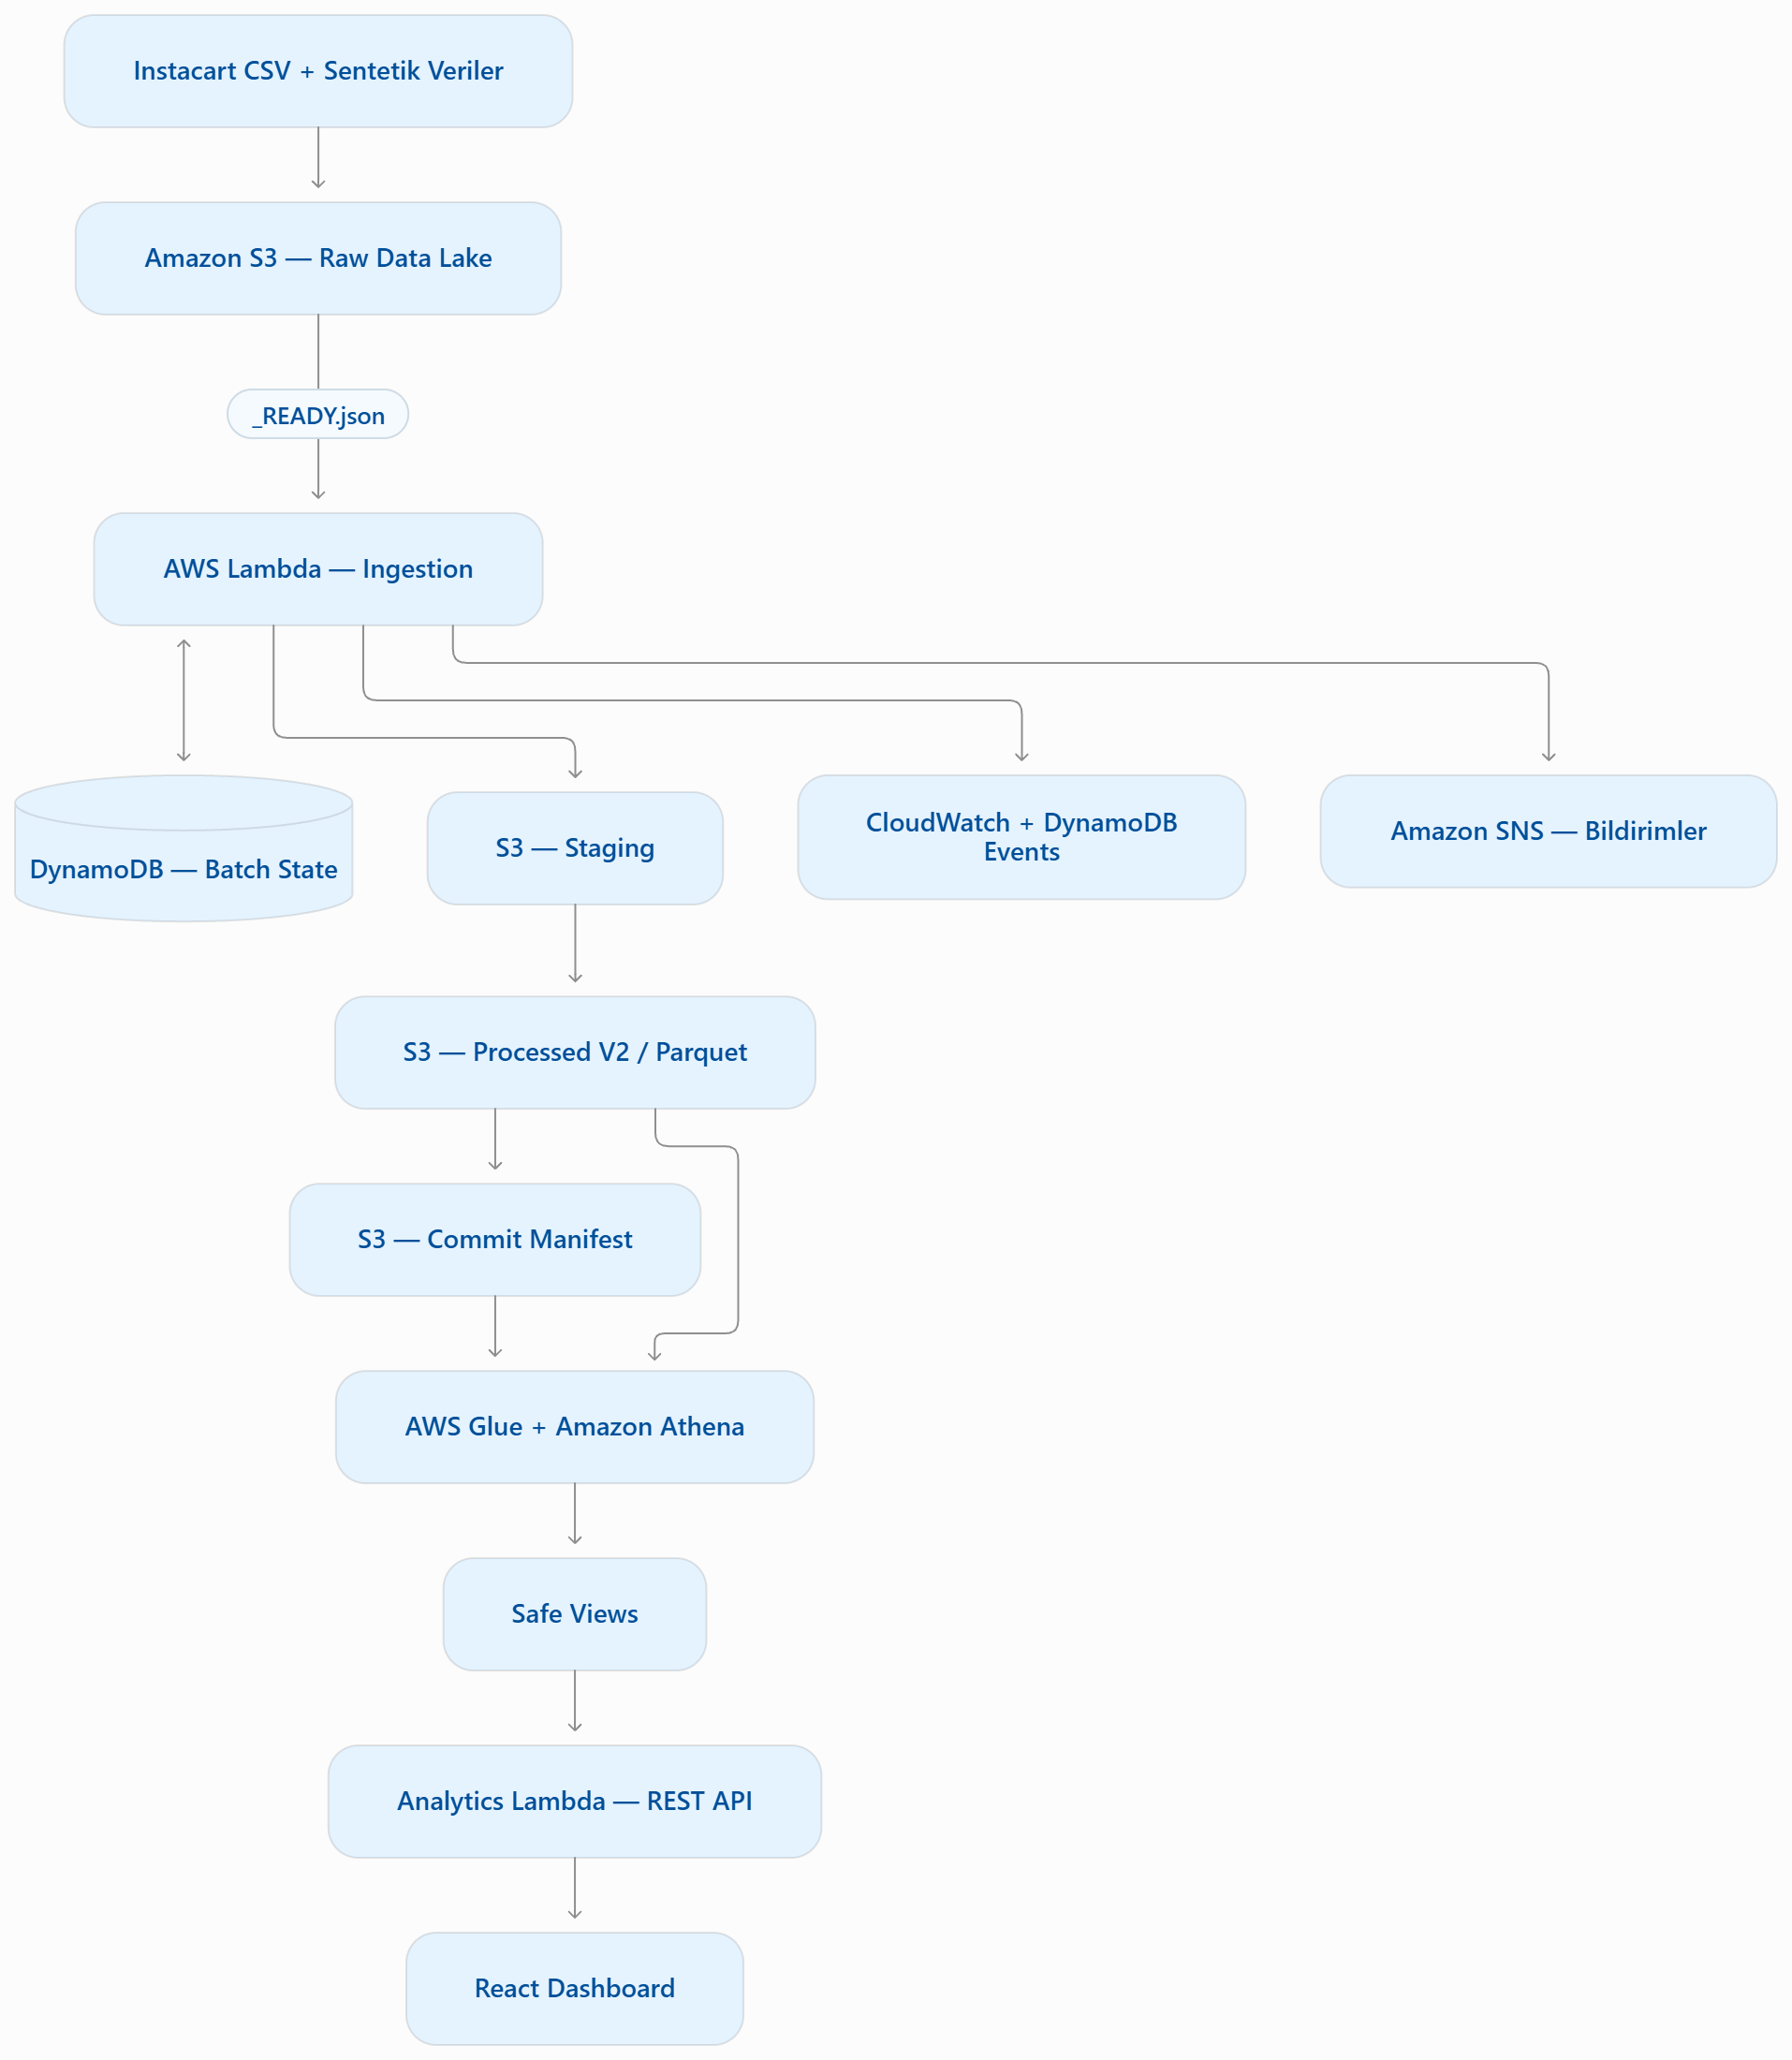 Instacart CSV + Sentetik Veriler
Amazon S3 — Raw Data Lake
_READY.json
AWS Lambda — Ingestion
DynamoDB — Batch State
S3 — Staging
CloudWatch + DynamoDB
Events
Amazon SNS — Bildirimler
S3 — Processed V2 / Parquet
S3 — Commit Manifest
AWS Glue + Amazon Athena
Safe Views
Analytics Lambda — REST API
React Dashboard